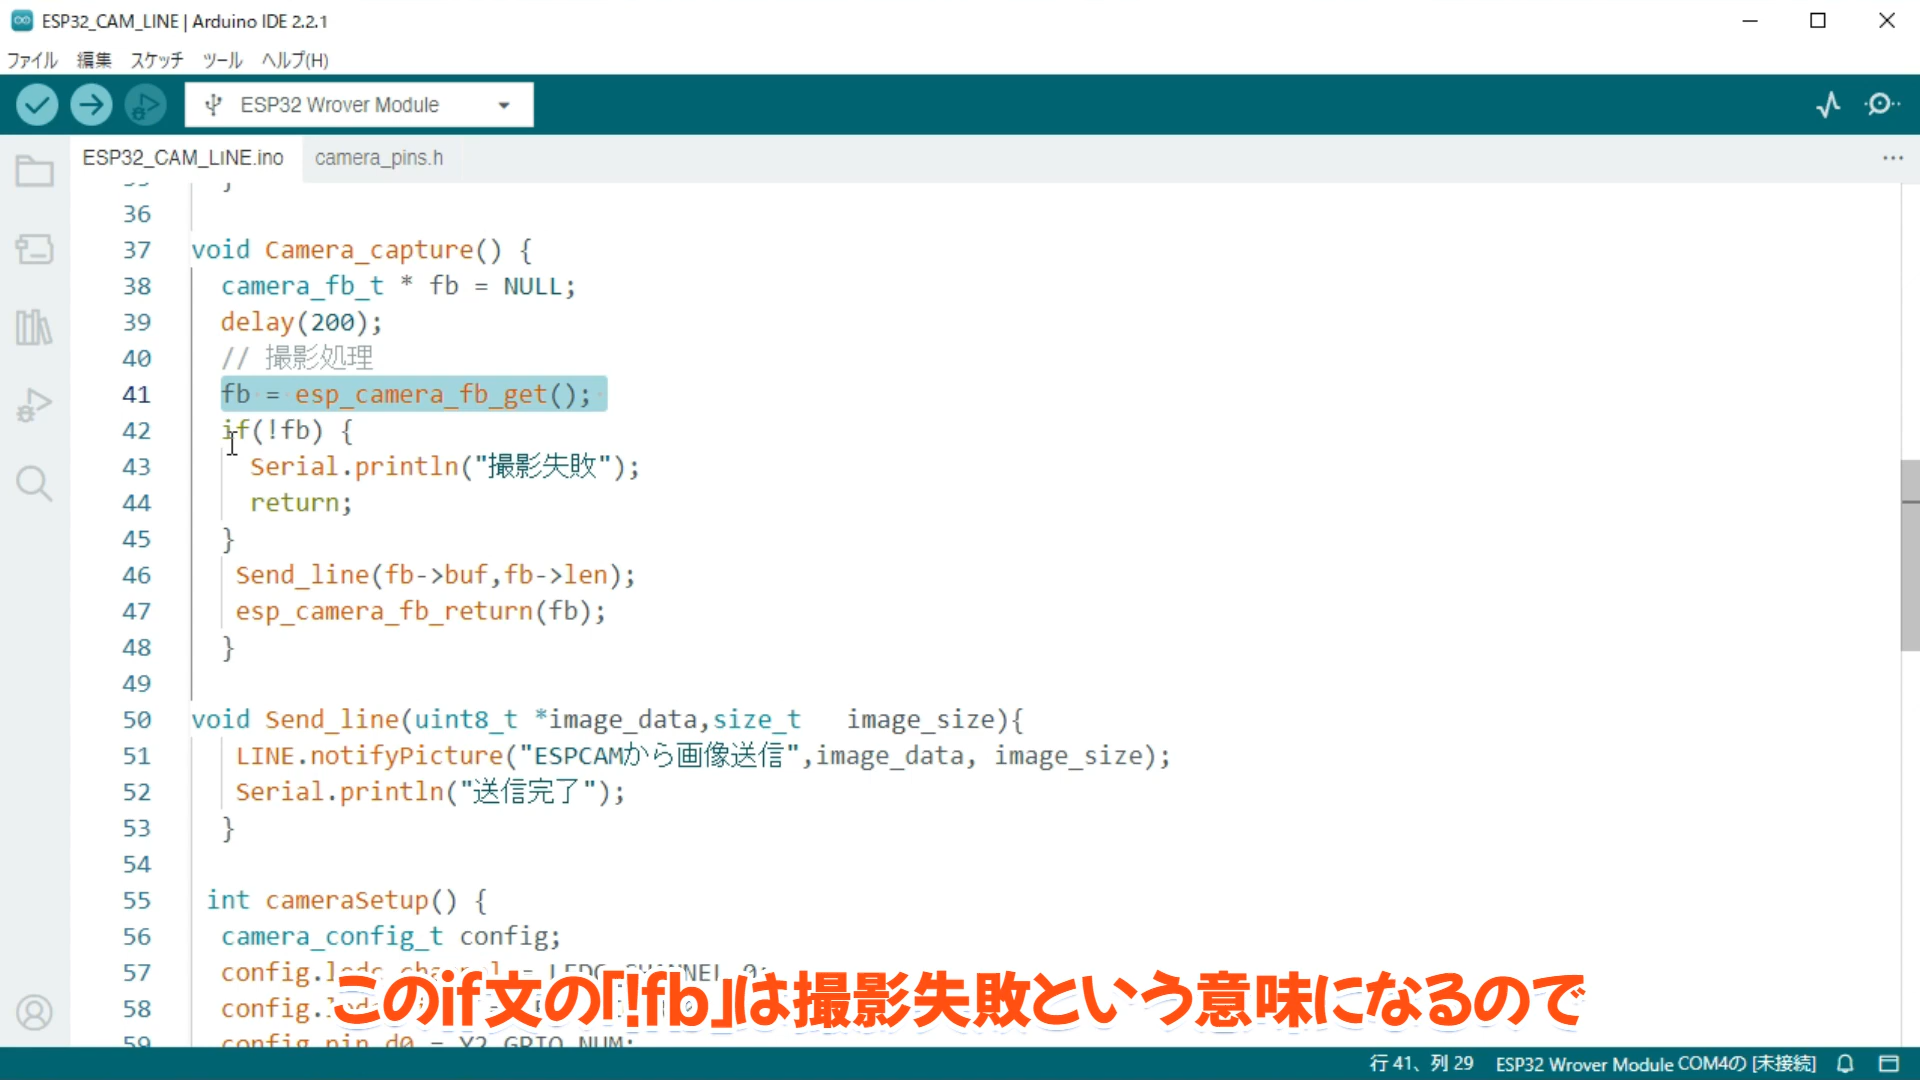 ESP32_CAM_LINE | Arduino IDE 2.2.1
ファイル 編集 スケッチ ツール ヘルプ(H)
ESP32 Wrover Module
ESP32_CAM_LINE.ino camera_pins.h
36
37 void Camera_capture() {
38 camera_fb_t * fb = NULL;
39 delay(200);
40 // 撮影処理
41 fb = esp_camera_fb_get();
42 if(!fb) {
43 Serial.println("撮影失敗");
44 return;
45 }
46 Send_line(fb->buf,fb->len);
47 esp_camera_fb_return(fb);
48 }
49
50 void Send_line(uint8_t *image_data,size_t image_size){
51 LINE.notifyPicture("ESPCAMから画像送信",image_data, image_size);
52 Serial.println("送信完了");
53 }
54
55 int cameraSetup() {
56 camera_config_t config;
57 config.ledc_channel = LEDC_CHANNEL_0;
58 config.
59 config.pin_d0 = Y2_GPIO_NUM;
このif文の「!fb」は撮影失敗という意味になるので
行 41、列 29 ESP32 Wrover Module COM4の [未接続]